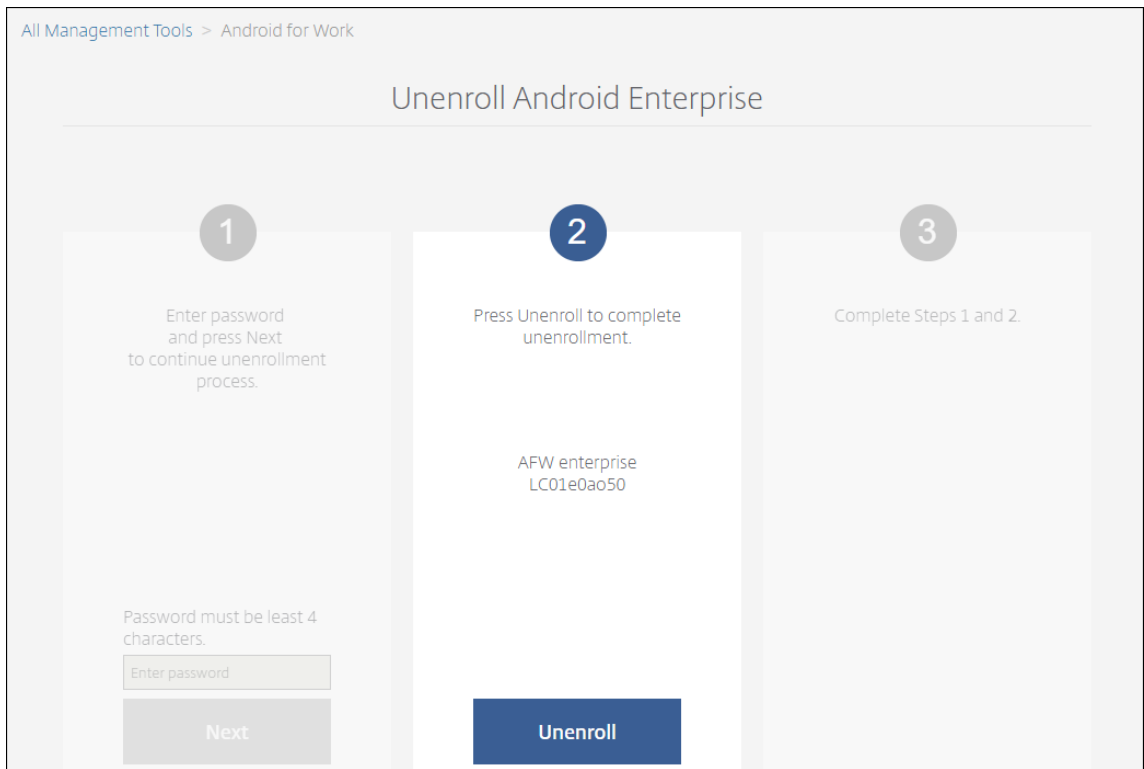 All Management Tools > Android for Work
Unenroll Android Enterprise
1
Enter password
and press Next
to continue unenrollment
process.
Password must be least 4
characters.
Enter password
Next
2
Press Unenroll to complete
unenrollment.
AFW enterprise
LC01e0ao50
Unenroll
3
Complete Steps 1 and 2.